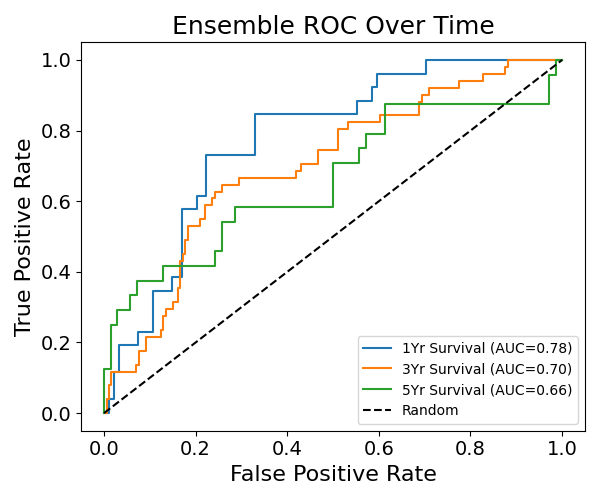 Ensemble ROC Over Time
True Positive Rate
1.0
0.8
0.6
0.4
0.2
0.0
0.0 0.2 0.4 0.6 0.8 1.0
False Positive Rate
1Yr Survival (AUC=0.78)
3Yr Survival (AUC=0.70)
5Yr Survival (AUC=0.66)
Random